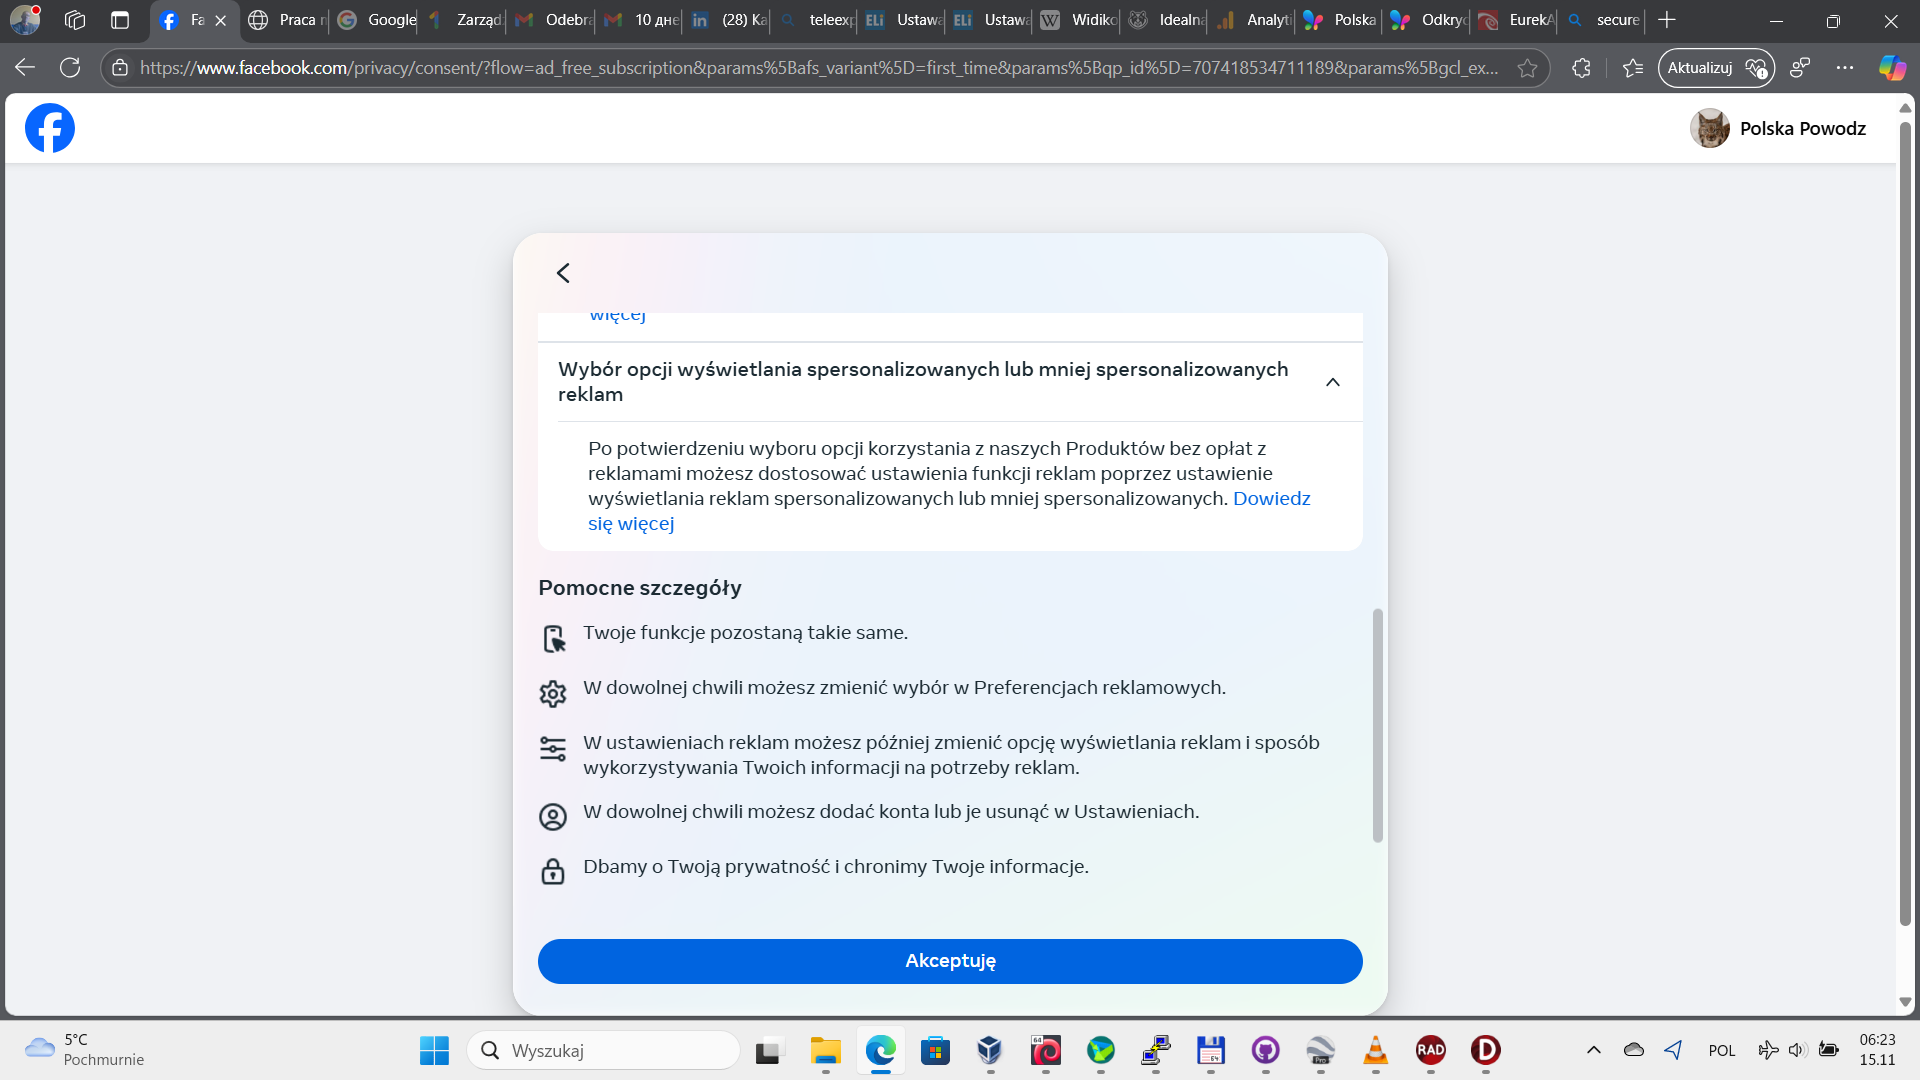 Fa
Praca n
Google
Zarządz
Odebra
10 дне
(28) Ka
teleexp
Ustawa
Ustawa
Widiko
Idealna
Analyti
Polska
Odkryc
EurekA
secure
https://www.facebook.com/privacy/consent/?flow=ad_free_subscription&params%5Bafs_variant%5D=first_time&params%5Bqp_id%5D=707418534711189&params%5Bgcl_ex...
Aktualizuj
Polska Powodz
więcej
Wybór opcji wyświetlania spersonalizowanych lub mniej spersonalizowanych
reklam
Po potwierdzeniu wyboru opcji korzystania z naszych Produktów bez opłat z
reklamami możesz dostosować ustawienia funkcji reklam poprzez ustawienie
wyświetlania reklam spersonalizowanych lub mniej spersonalizowanych. Dowiedz
się więcej
Pomocne szczegóły
Twoje funkcje pozostaną takie same.
W dowolnej chwili możesz zmienić wybór w Preferencjach reklamowych.
W ustawieniach reklam możesz później zmienić opcję wyświetlania reklam i sposób
wykorzystywania Twoich informacji na potrzeby reklam.
W dowolnej chwili możesz dodać konta lub je usunąć w Ustawieniach.
Dbamy o Twoją prywatność i chronimy Twoje informacje.
Akceptuję
5°C
Pochmurnie
Wyszukaj
64
64
Pro
RAD
D
POL
06:23
15.11